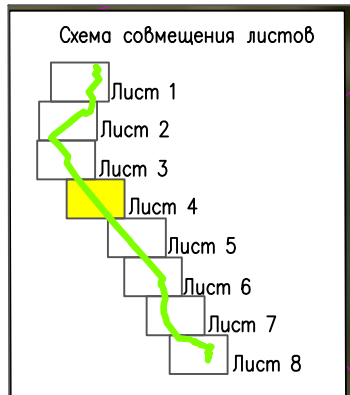 Схема совмещения листов
Лист 1
Лист 2
Лист 3
Лист 4
Лист 5
Лист 6
Лист 7
Лист 8